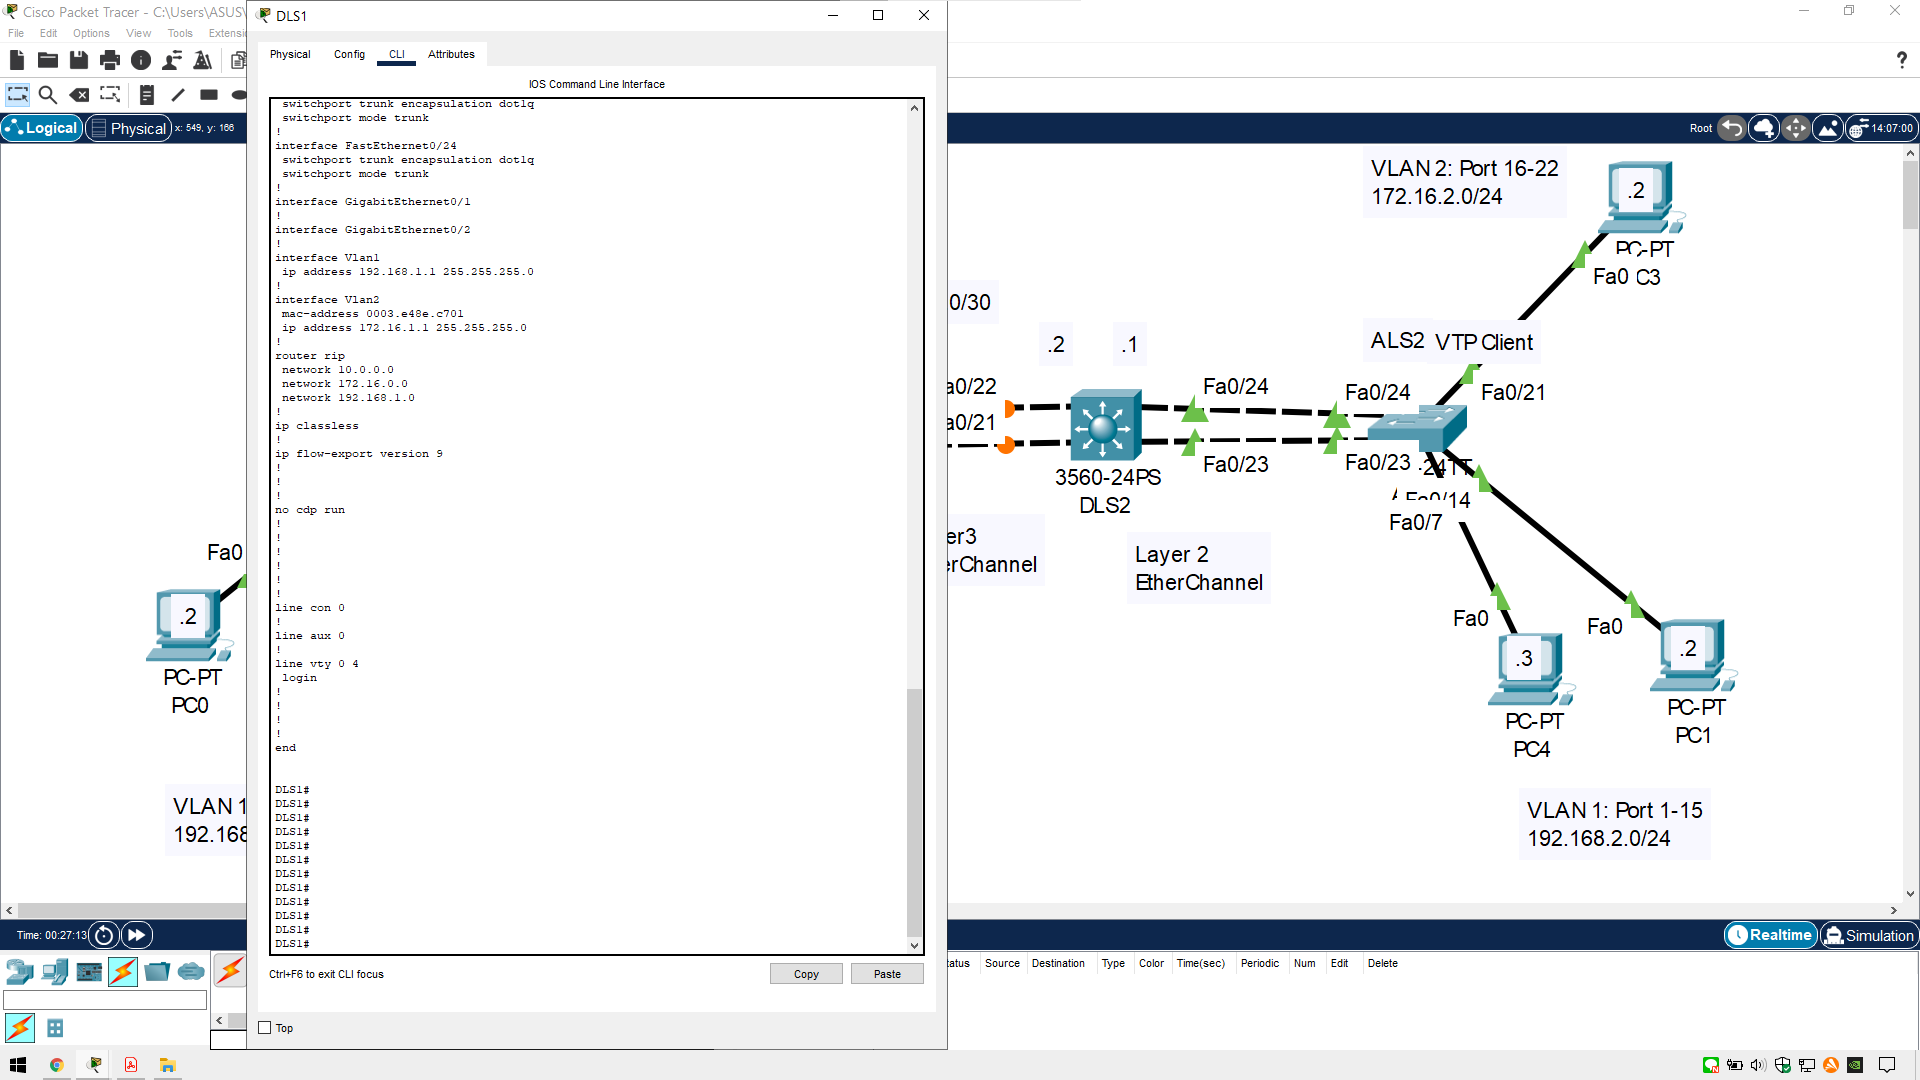 Cisco Packet Tracer - C:\Users\ASUS\
File Edit Options View Tools Extensi
Logical
Physical
x: 549, y: 166
DLS1
Physical Config CLI Attributes
IOS Command Line Interface
switchport trunk encapsulation dot1q
switchport mode trunk
!
interface FastEthernet0/24
switchport trunk encapsulation dot1q
switchport mode trunk
!
interface GigabitEthernet0/1
!
interface GigabitEthernet0/2
!
interface Vlan1
ip address 192.168.1.1 255.255.255.0
!
interface Vlan2
mac-address 0003.e48e.c701
ip address 172.16.1.1 255.255.255.0
!
router rip
network 10.0.0.0
network 172.16.0.0
network 192.168.1.0
!
ip classless
!
ip flow-export version 9
!
!
!
no cdp run
!
!
!
!
!
!
line con 0
!
line aux 0
!
line vty 0 4
login
!
!
!
!
end
DLS1#
DLS1#
DLS1#
DLS1#
DLS1#
DLS1#
DLS1#
DLS1#
DLS1#
DLS1#
DLS1#
DLS1#
Ctrl+F6 to exit CLI focus
Copy
Paste
Top
Root
14:07:00
VLAN 2: Port 16-22
172.16.2.0/24
.2
PC-PT
Fa0 C3
0/30
.2
.1
ALS2
VTP Client
a0/22
Fa0/24
Fa0/24
Fa0/21
a0/21
Fa0/23
Fa0/23
.24TT
3560-24PS
DLS2
Fa0/14
Fa0/7
er3
erChannel
Layer 2
EtherChannel
Fa0
.2
PC-PT
PC0
VLAN 1
192.168
Fa0
.3
PC-PT
PC4
Fa0
.2
PC-PT
PC1
VLAN 1: Port 1-15
192.168.2.0/24
Time: 00:27:13
Realtime
Simulation
tatus Source Destination Type Color Time(sec) Periodic Num Edit Delete